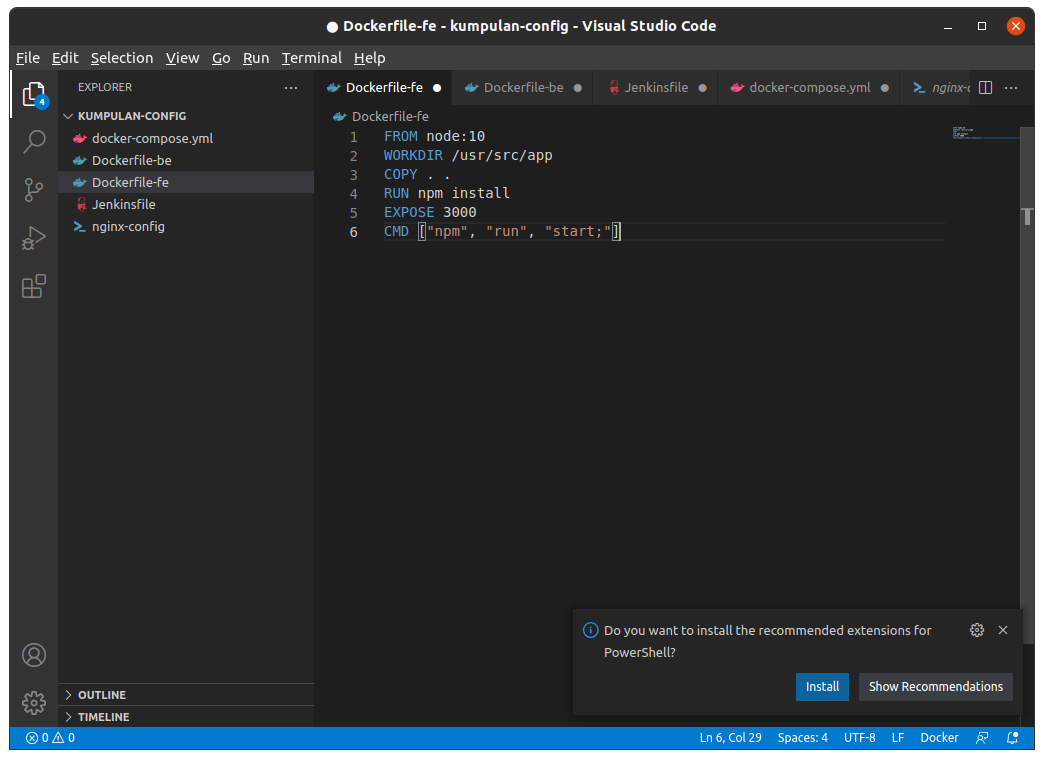 Dockerfile-fe - kumpulan-config - Visual Studio Code
File Edit Selection View Go Run Terminal Help
EXPLORER
KUMPULAN-CONFIG
docker-compose.yml
Dockerfile-be
Dockerfile-fe
Jenkinsfile
nginx-config
OUTLINE
TIMELINE
4
Dockerfile-fe Dockerfile-be Jenkinsfile docker-compose.yml nginx-c
Dockerfile-fe
1 FROM node:10
2 WORKDIR /usr/src/app
3 COPY . .
4 RUN npm install
5 EXPOSE 3000
6 CMD ["npm", "run", "start;"]
Do you want to install the recommended extensions for
PowerShell?
Install Show Recommendations
0 0 Ln 6, Col 29 Spaces: 4 UTF-8 LF Docker